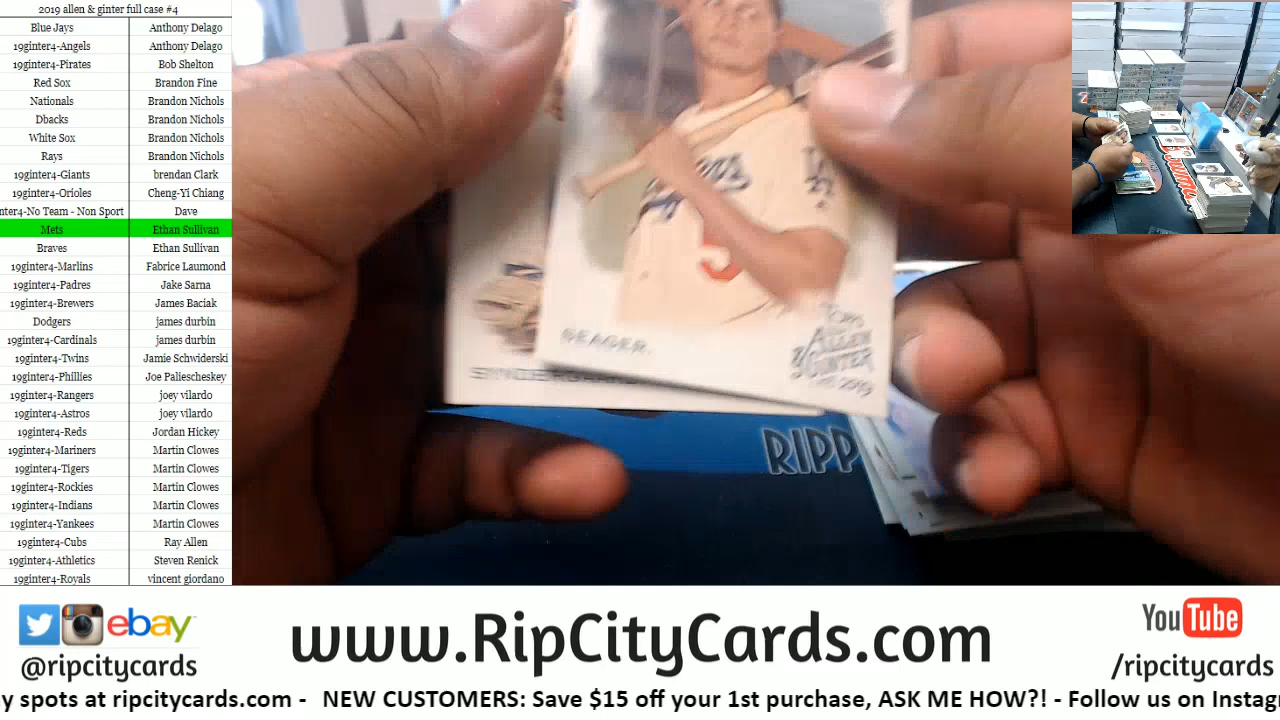 2019 allen & ginter full case #4
Blue Jays Anthony Delago
19ginter4-Angels Anthony Delago
19ginter4-Pirates Bob Shelton
Red Sox Brandon Fine
Nationals Brandon Nichols
Dbacks Brandon Nichols
White Sox Brandon Nichols
Rays Brandon Nichols
19ginter4-Giants brendan Clark
19ginter4-Orioles Cheng-Yi Chiang
nter4-No Team - Non Sport Dave
Mets Ethan Sullivan
Braves Ethan Sullivan
19ginter4-Marlins Fabrice Laumond
19ginter4-Padres Jake Sarna
19ginter4-Brewers James Baciak
Dodgers james durbin
19ginter4-Cardinals james durbin
19ginter4-Twins Jamie Schwiderski
19ginter4-Phillies Joe Paliescheskey
19ginter4-Rangers joey vilardo
19ginter4-Astros joey vilardo
19ginter4-Reds Jordan Hickey
19ginter4-Mariners Martin Clowes
19ginter4-Tigers Martin Clowes
19ginter4-Rockies Martin Clowes
19ginter4-Indians Martin Clowes
19ginter4-Yankees Martin Clowes
19ginter4-Cubs Ray Allen
19ginter4-Athletics Steven Renick
19ginter4-Royals vincent giordano
SEAGER.
TOPPS
ALLEN
& GINTER
2019
RIPP
ebay
@ripcitycards
www.RipCityCards.com
YouTube
/ripcitycards
y spots at ripcitycards.com - NEW CUSTOMERS: Save $15 off your 1st purchase, ASK ME HOW?! - Follow us on Instag